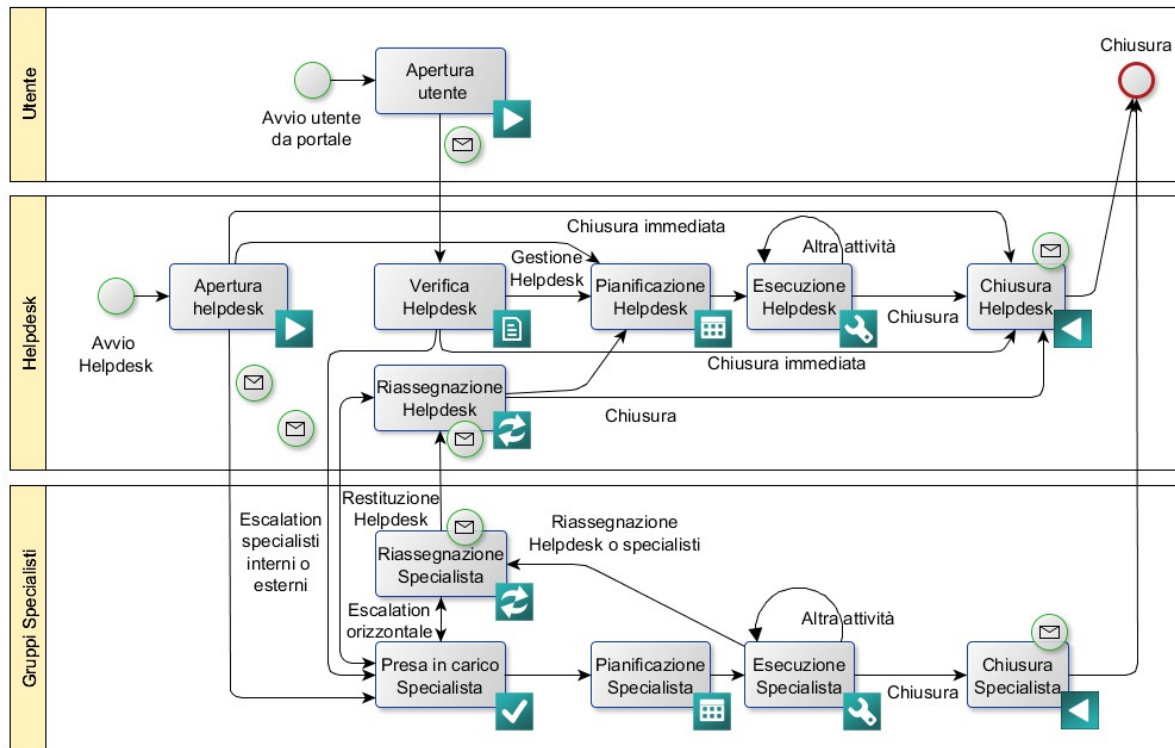 Utente
Avvio utente
da portale
Apertura
utente
Chiusura
Helpdesk
Avvio
Helpdesk
Apertura
helpdesk
Chiusura immediata
Verifica
Helpdesk
Gestione
Helpdesk
Pianificazione
Helpdesk
Altra attività
Esecuzione
Helpdesk
Chiusura
Chiusura
Helpdesk
Chiusura immediata
Riassegnazione
Helpdesk
Chiusura
Gruppi Specialisti
Escalation
specialisti
interni o
esterni
Restituzione
Helpdesk
Riassegnazione
Specialista
Riassegnazione
Helpdesk o specialisti
Escalation
orizzontale
Presa in carico
Specialista
Pianificazione
Specialista
Altra attività
Esecuzione
Specialista
Chiusura
Chiusura
Specialista